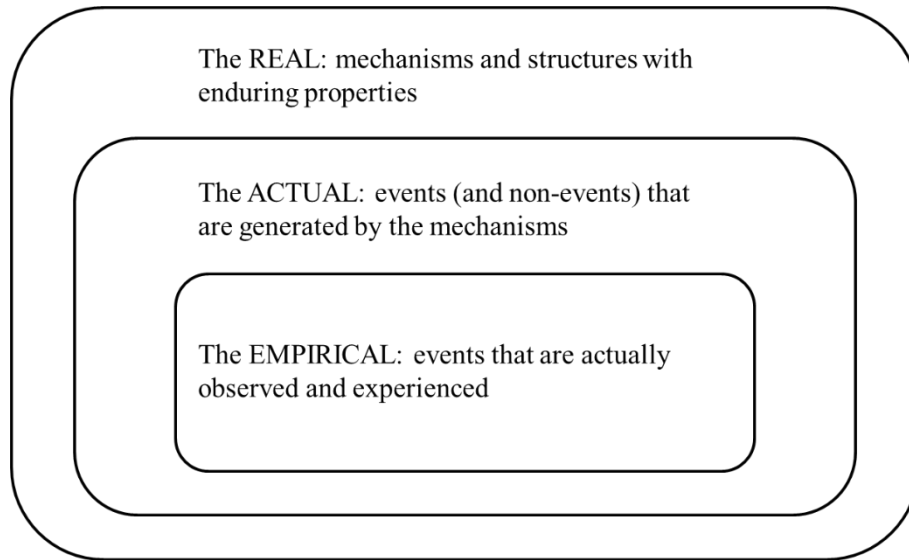 The REAL: mechanisms and structures with
enduring properties
The ACTUAL: events (and non-events) that
are generated by the mechanisms
The EMPIRICAL: events that are actually
observed and experienced